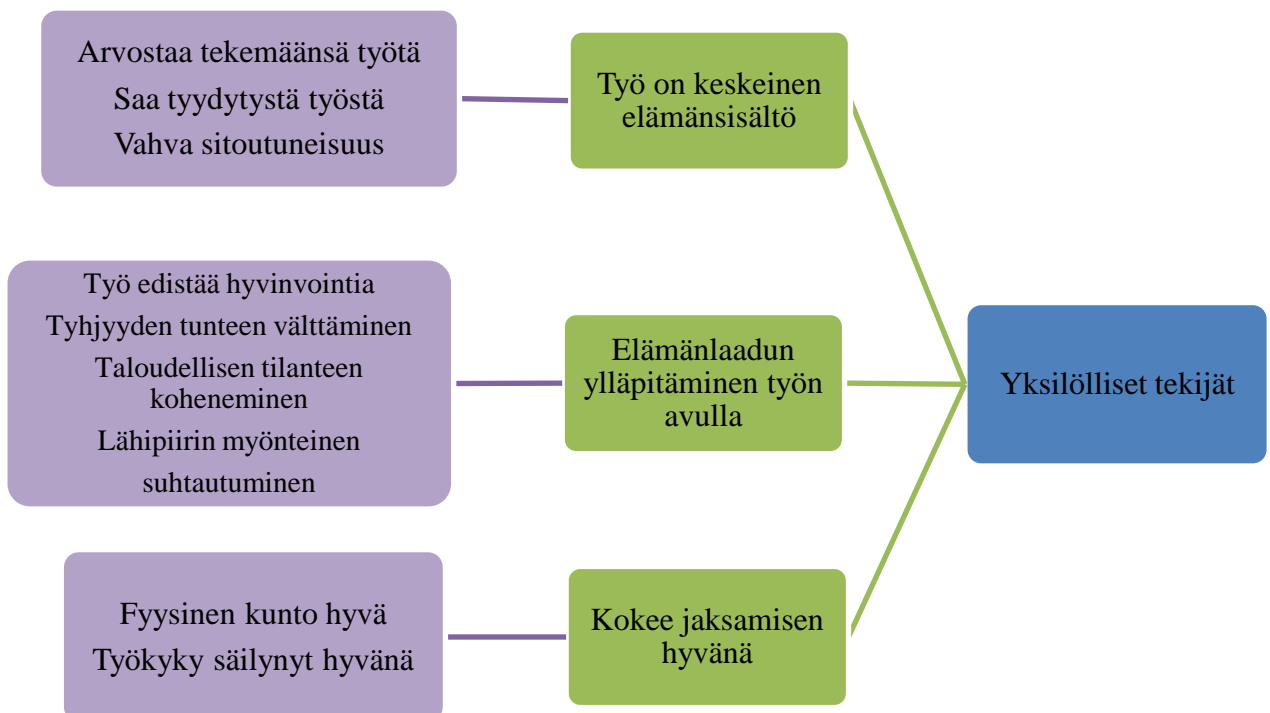 Arvostaa tekemäänsä työtä
Saa tyydytystä työstä
Vahva sitoutuneisuus
Työ on keskeinen
elämänsisältö
Työ edistää hyvinvointia
Tyhjyyden tunteen välttäminen
Taloudellisen tilanteen
koheneminen
Lähipiirin myönteinen
suhtautuminen
Elämänlaadun
ylläpitäminen työn
avulla
Yksilölliset tekijät
Fyysinen kunto hyvä
Työkyky säilynyt hyvänä
Kokee jaksamisen
hyvänä